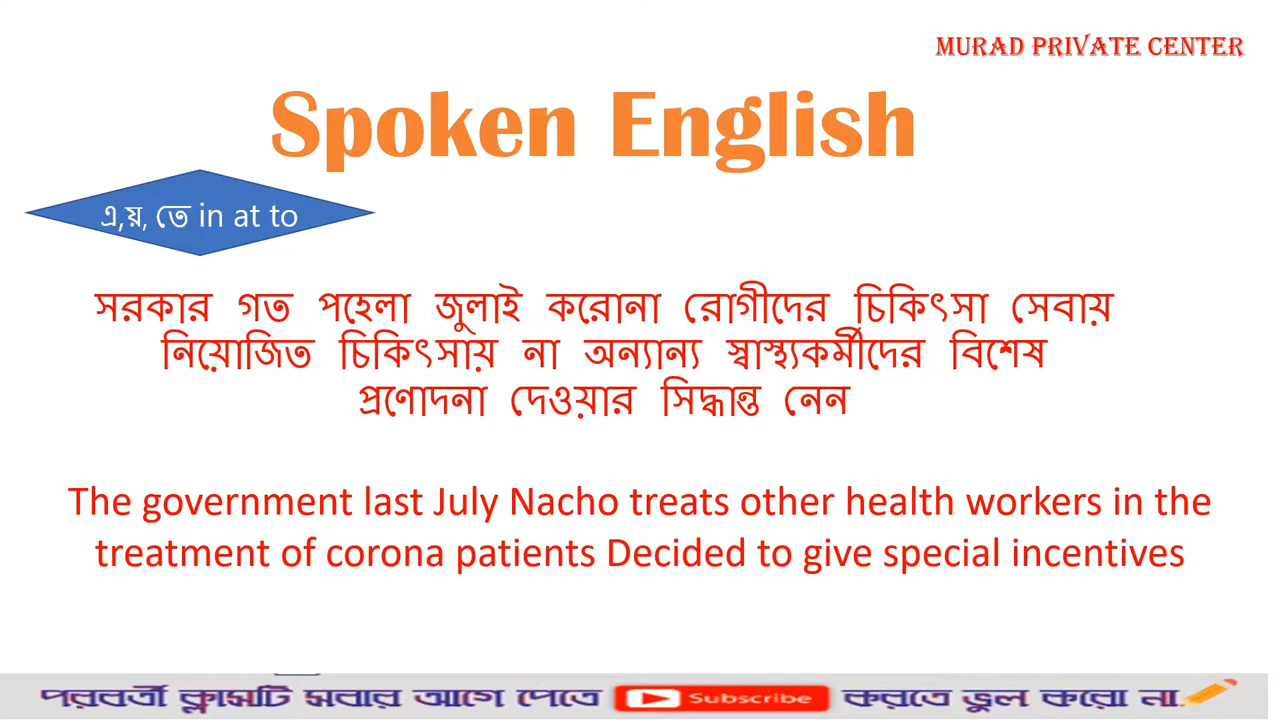 MURAD PRIVATE CENTER
Spoken English
এ,য়, তে in at to
সরকার গত পহেলা জুলাই করোনা রোগীদের চিকিৎসা সেবায়
নিয়োজিত চিকিৎসায় না অন্যান্য স্বাস্থ্যকর্মীদের বিশেষ
প্রণোদনা দেওয়ার সিদ্ধান্ত নেন
The government last July Nacho treats other health workers in the
treatment of corona patients Decided to give special incentives
পরবর্তী ক্লাসটি সবার আগে পেতে Subscribe করতে ভুল করো না